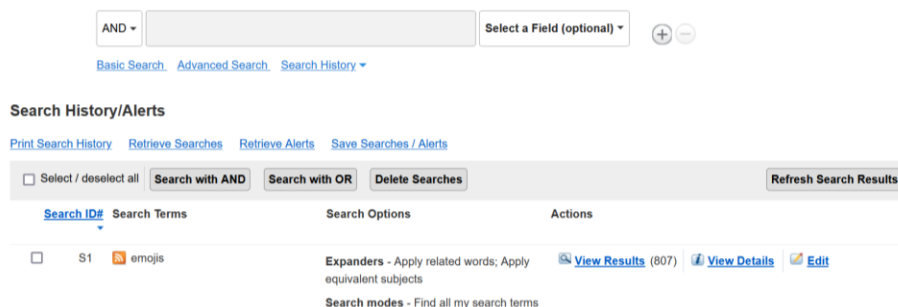 AND Select a Field (optional)
Basic Search Advanced Search Search History
Search History/Alerts
Print Search History Retrieve Searches Retrieve Alerts Save Searches / Alerts
Select / deselect all Search with AND Search with OR Delete Searches Refresh Search Results
Search ID# Search Terms Search Options Actions
S1 emojis Expanders - Apply related words; Apply View Results (807) View Details Edit
equivalent subjects
Search modes - Find all my search terms